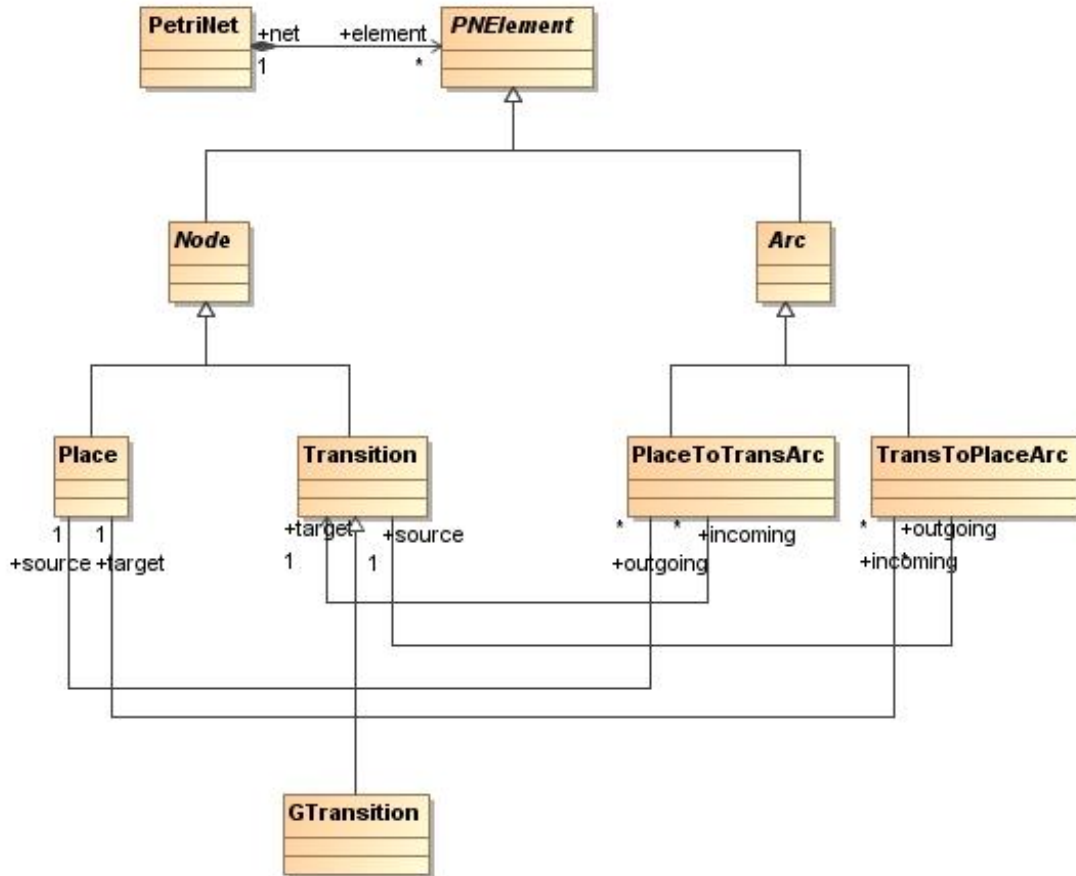 PetriNet
+net
+element
PNElement
1
*
Node
Arc
Place
Transition
PlaceToTransArc
TransToPlaceArc
1
1
+target
+source
*
*
+incoming
*
+outgoing
+source
+target
1
1
+outgoing
+incoming
*
GTransition